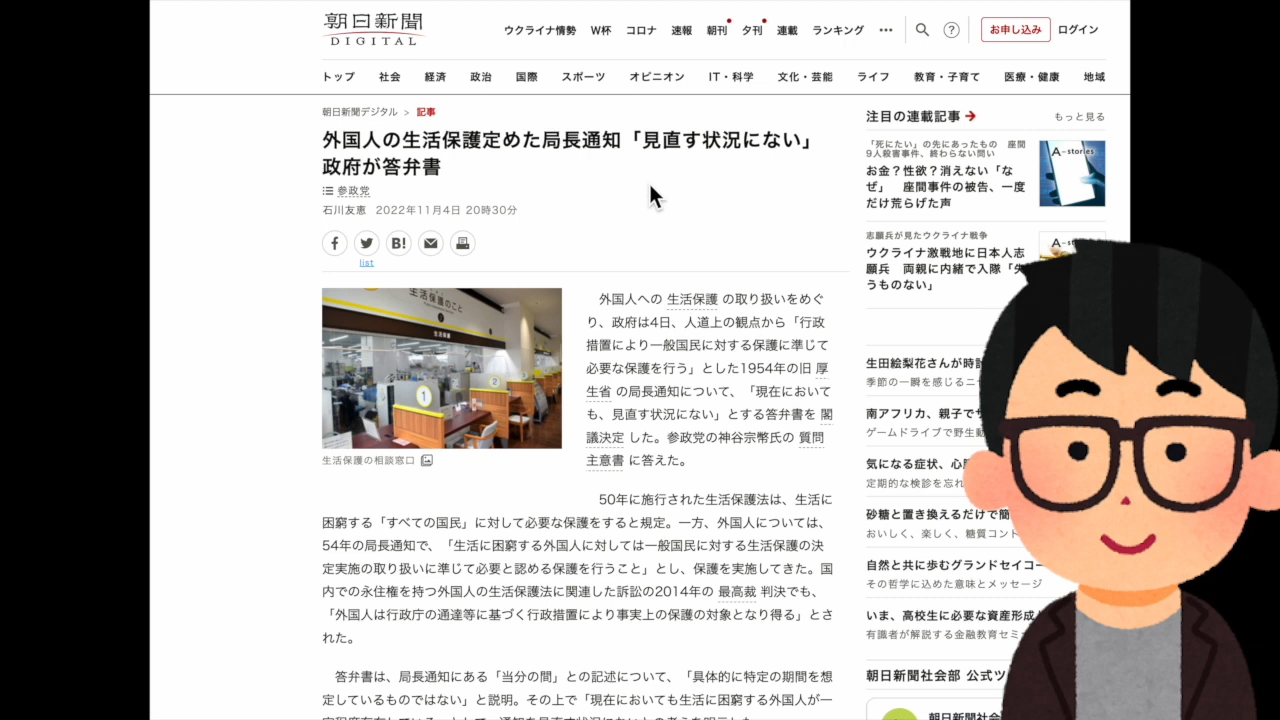 朝日新聞
DIGITAL
ウクライナ情勢 W杯 コロナ 速報 朝刊 夕刊 連載 ランキング ••• ? お申し込み ログイン
トップ 社会 経済 政治 国際 スポーツ オピニオン IT・科学 文化・芸能 ライフ 教育・子育て 医療・健康 地域
朝日新聞デジタル > 記事
外国人の生活保護定めた局長通知「見直す状況にない」
政府が答弁書
参政党
石川友恵 2022年11月4日 20時30分
B!
list
生活保護のこと
生活保護
1
2
生活保護の相談窓口
外国人への 生活保護 の取り扱いをめぐ
り、政府は4日、人道上の観点から「行政
措置により一般国民に対する保護に準じて
必要な保護を行う」とした1954年の旧 厚
生省 の局長通知について、「現在において
も、見直す状況にない」とする答弁書を 閣
議決定 した。参政党の神谷宗幣氏の 質問
主意書 に答えた。
50年に施行された生活保護法は、生活に
困窮する「すべての国民」に対して必要な保護をすると規定。一方、外国人については、
54年の局長通知で、「生活に困窮する外国人に対しては一般国民に対する生活保護の決
定実施の取り扱いに準じて必要と認める保護を行うこと」とし、保護を実施してきた。国
内での永住権を持つ外国人の生活保護法に関連した訴訟の2014年の 最高裁 判決でも、
「外国人は行政庁の通達等に基づく行政措置により事実上の保護の対象となり得る」とさ
れた。
答弁書は、局長通知にある「当分の間」との記述について、「具体的に特定の期間を想
定しているものではない」と説明。その上で「現在においても生活に困窮する外国人が一
注目の連載記事 もっと見る
「死にたい」の先にあったもの 座間
9人殺害事件、終わらない問い
お金?性欲?消えない「な
ぜ」 座間事件の被告、一度
だけ荒らげた声
A-stories
志願兵が見たウクライナ戦争
ウクライナ激戦地に日本人志
願兵 両親に内緒で入隊「失
うものない」
A-st
生田絵梨花さんが時計
季節の一瞬を感じる
南アフリカ、親子で
ゲームドライブで野生動
気になる症状、心
定期的な検診を忘れ
砂糖と置き換えるだけで簡
おいしく、楽しく、糖質コント
自然と共に歩むグランドセイコー
その哲学に込めた意味とメッセージ
いま、高校生に必要な資産形成
有識者が解説する金融教育セミ
朝日新聞社会部 公式ツ
朝日新聞社会